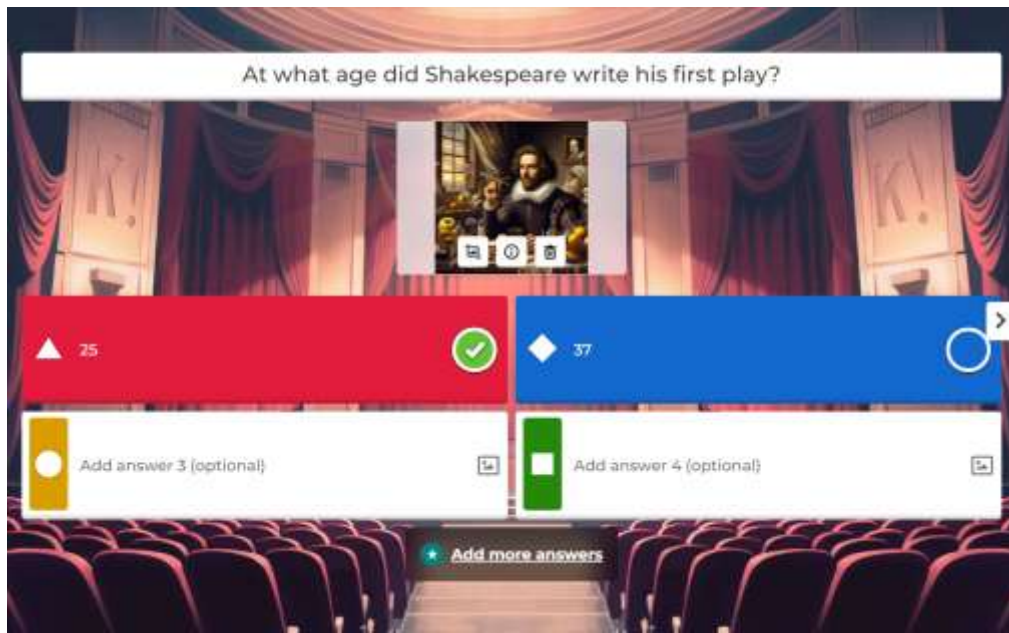 At what age did Shakespeare write his first play?
K!
K!
25
37
Add answer 3 (optional)
Add answer 4 (optional)
Add more answers